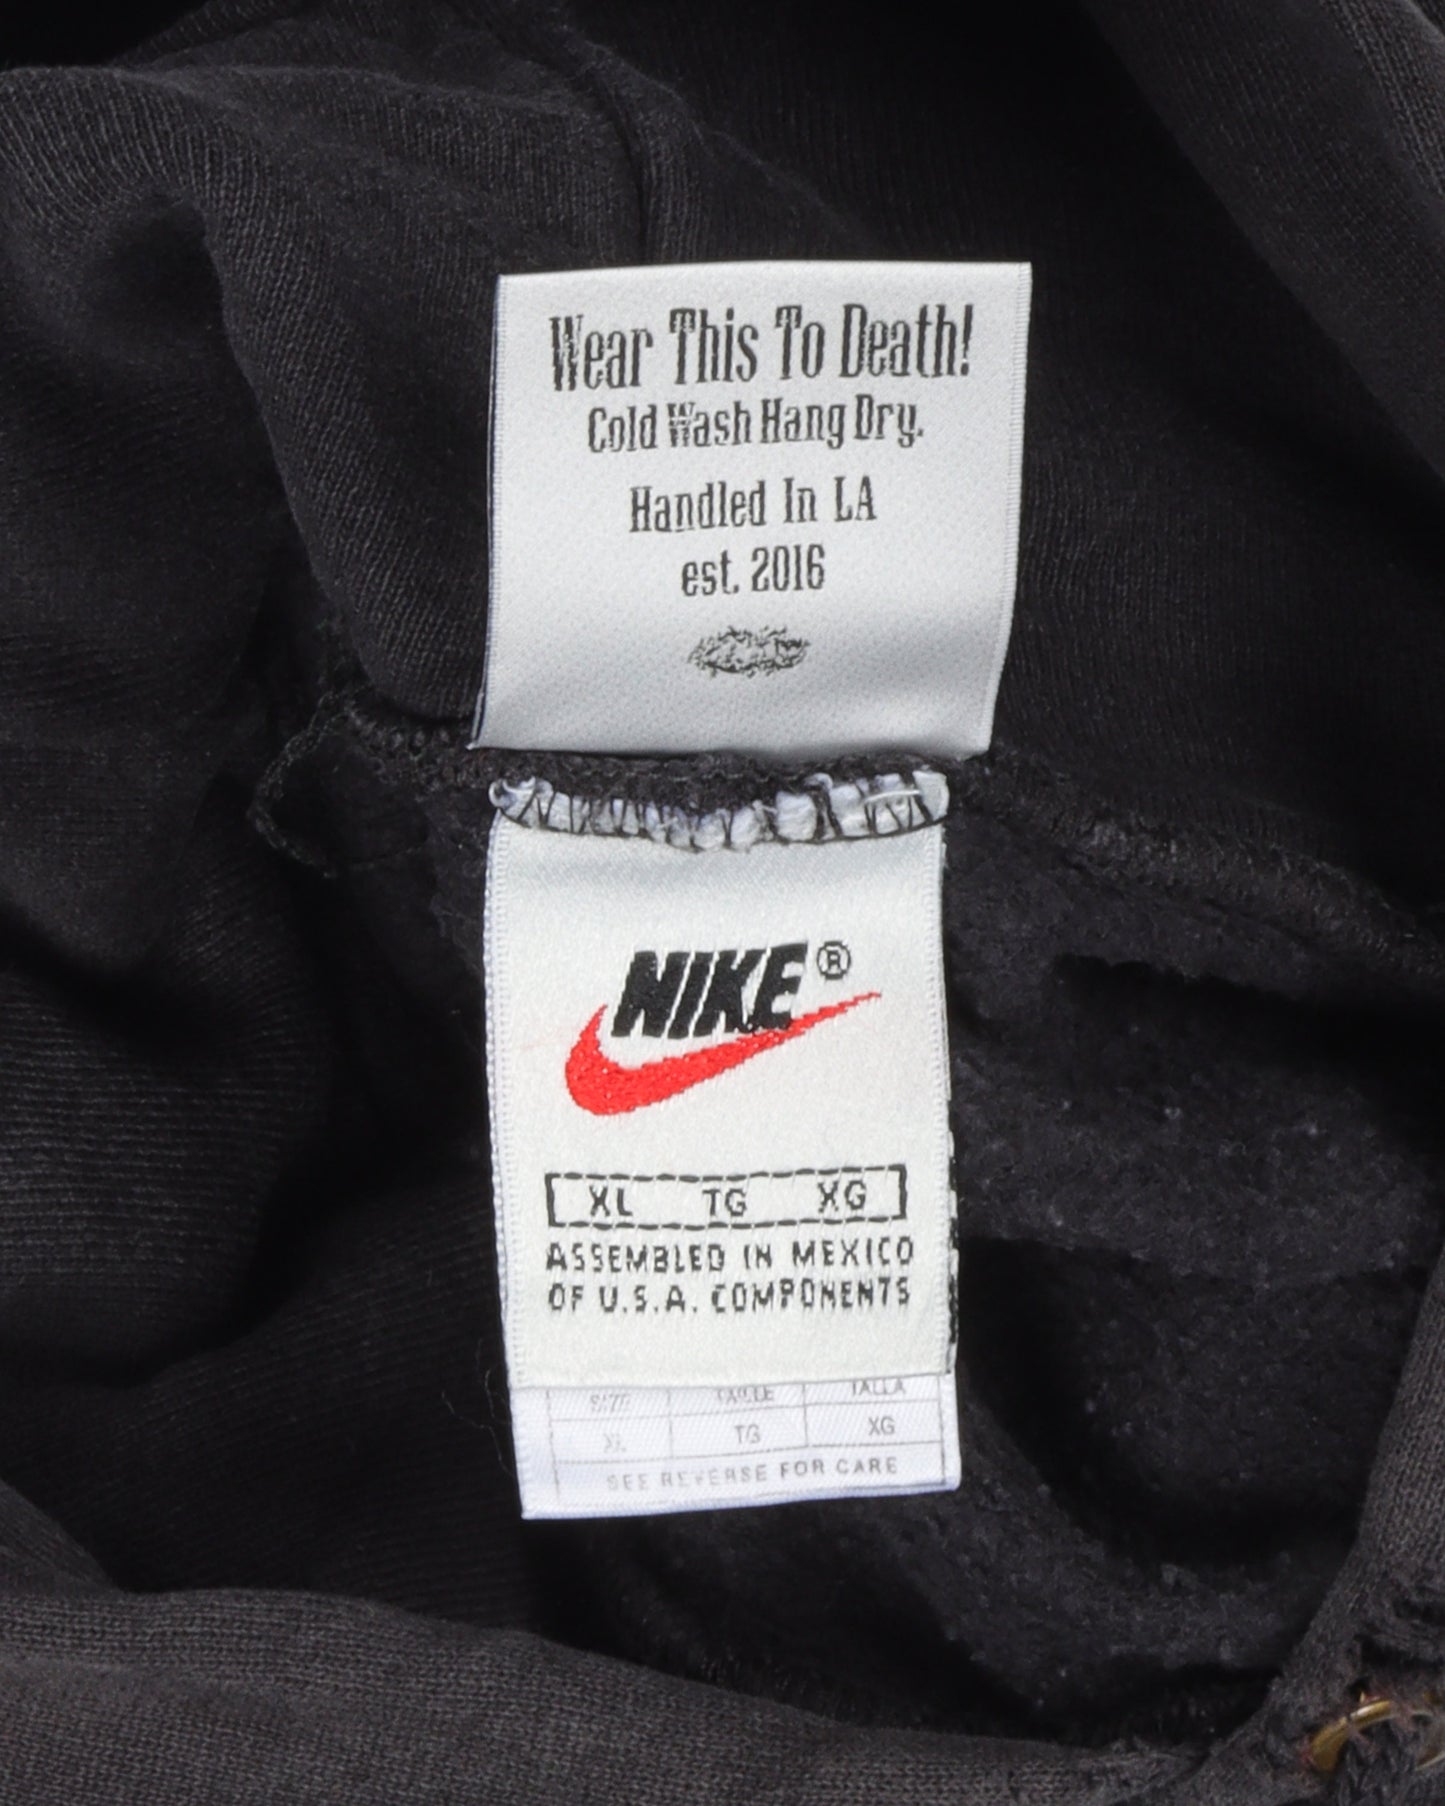 Wear This To Death!
Cold Wash Hang Dry.
Handled In LA
est. 2016
NIKE®
XL TG XG
ASSEMBLED IN MEXICO
OF U.S.A. COMPONENTS
SIZE TAILLE TALLA
XL TG XG
SEE REVERSE FOR CARE